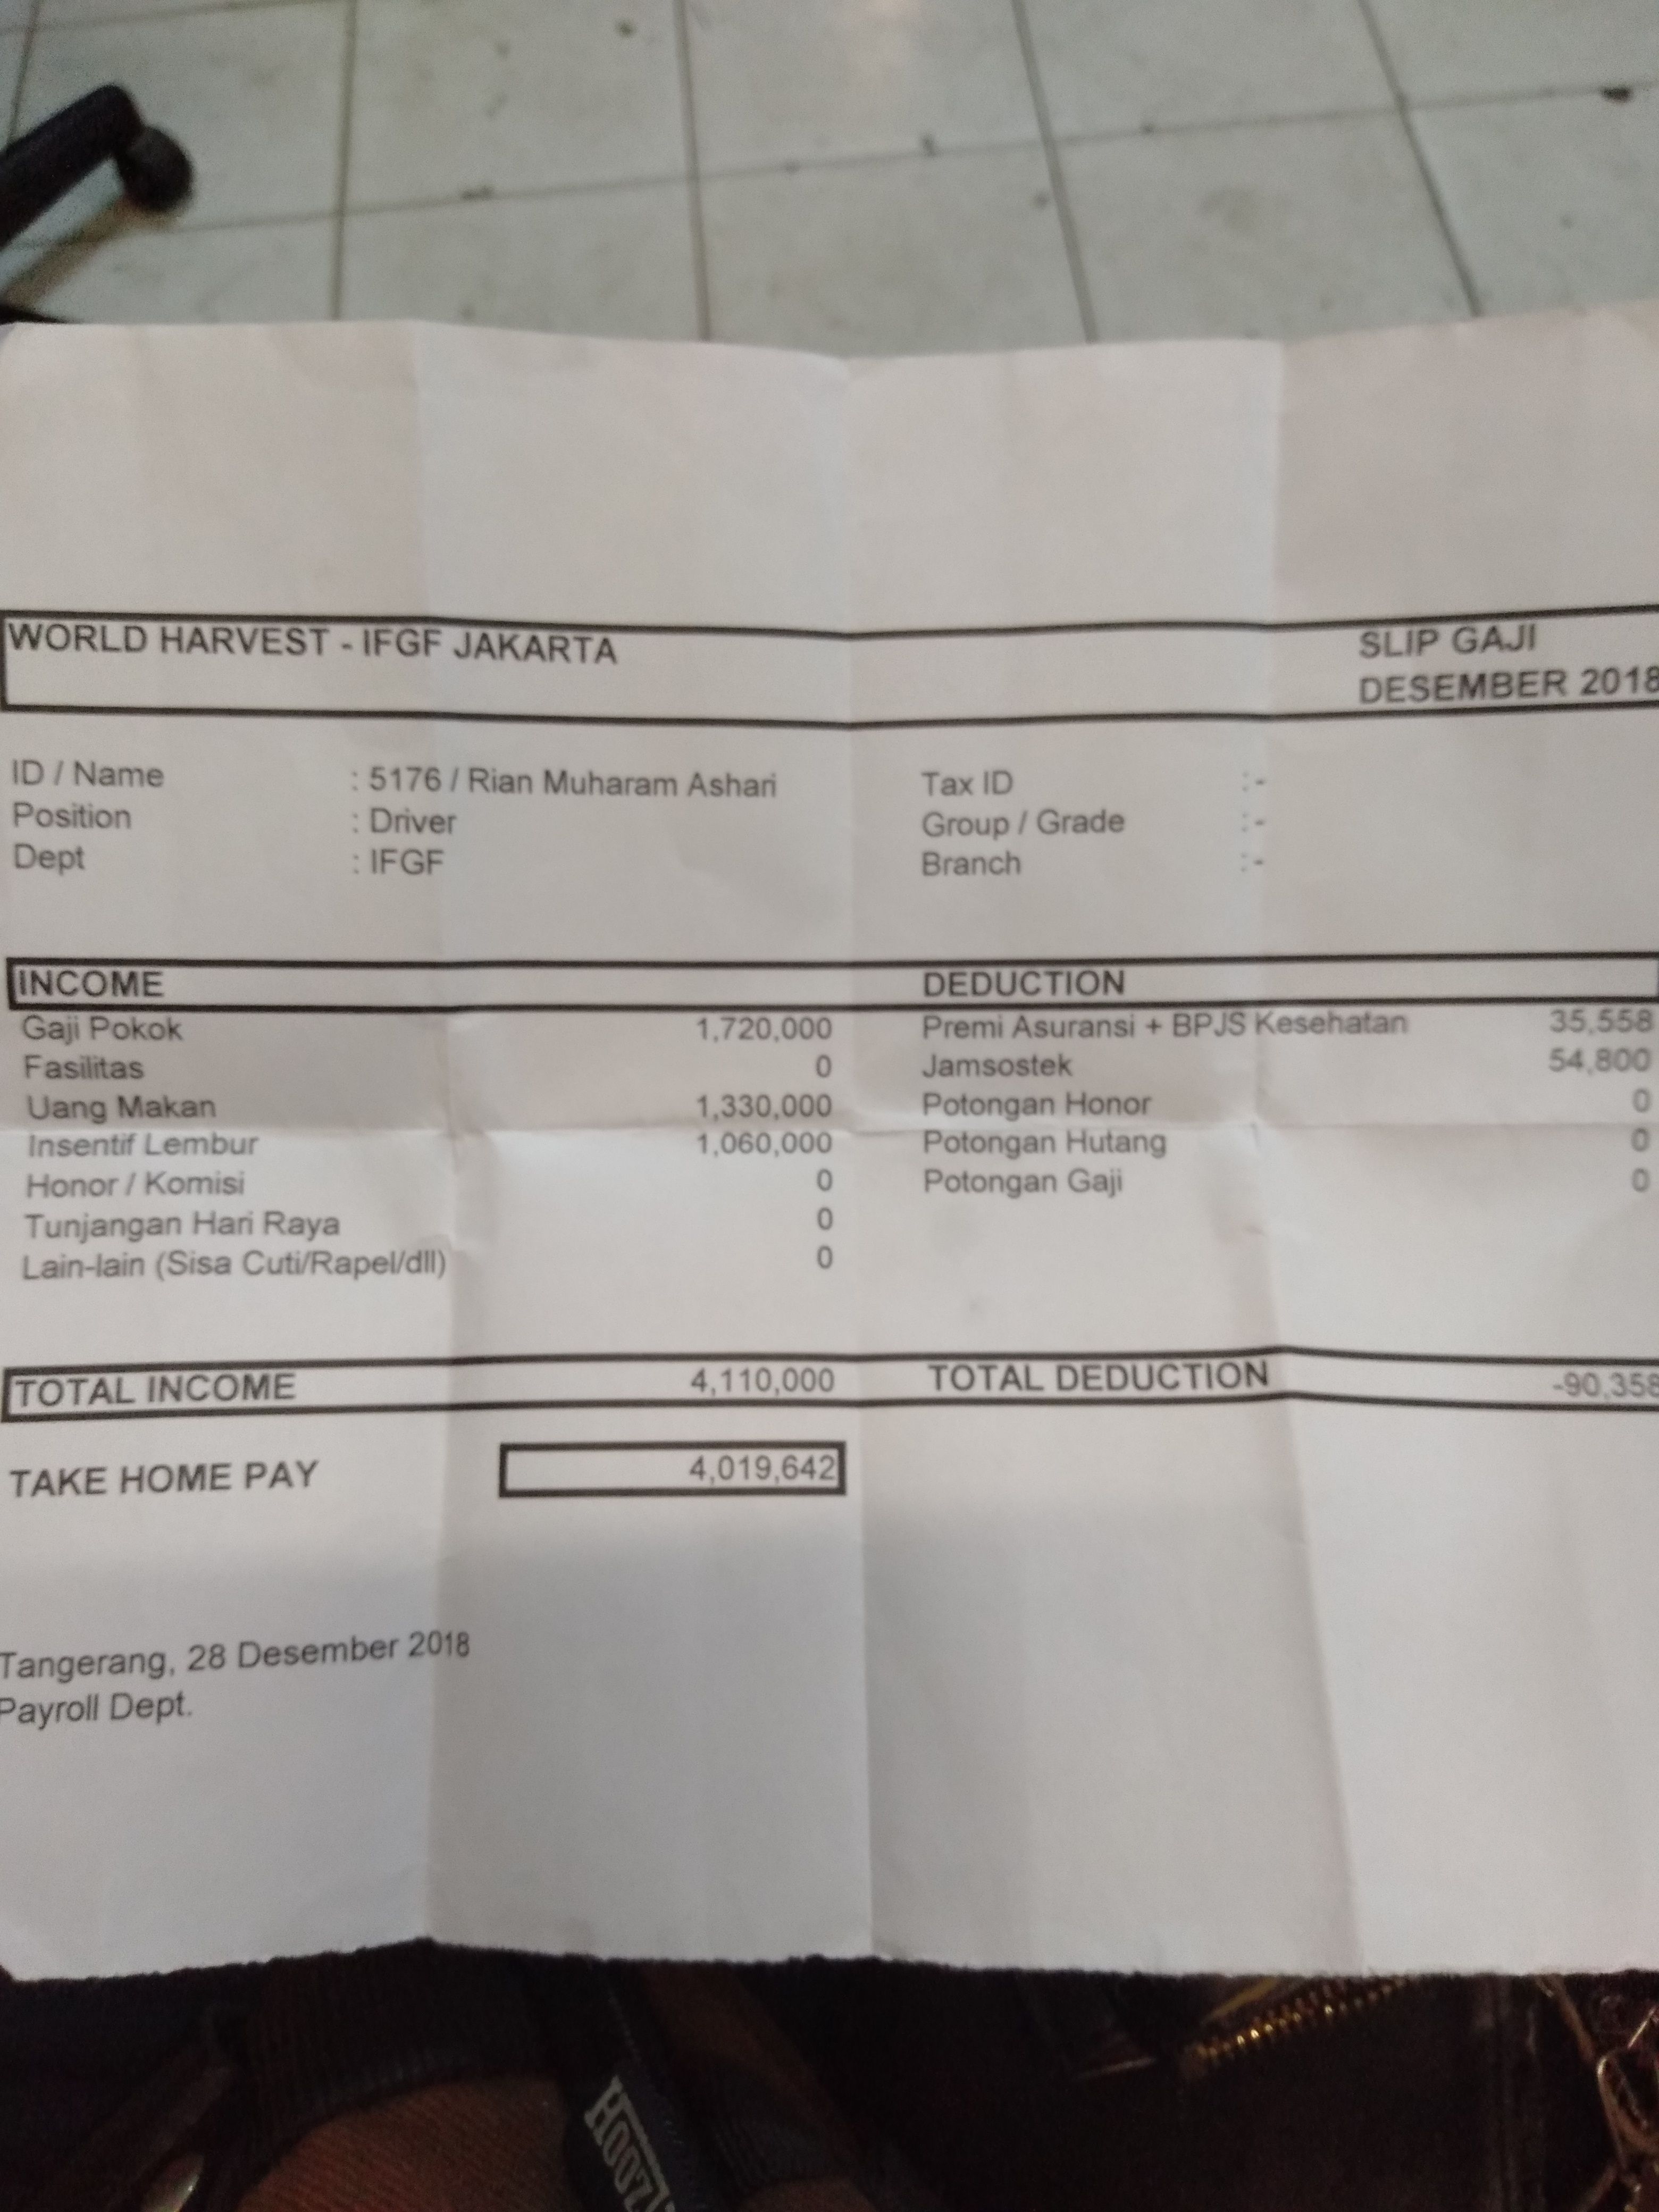 WORLD HARVEST - IFGF JAKARTA SLIP GAJI
DESEMBER 2018
ID / Name : 5176 / Rian Muharam Ashari Tax ID : -
Position : Driver Group / Grade : -
Dept : IFGF Branch : -
INCOME DEDUCTION
Gaji Pokok 1,720,000 Premi Asuransi + BPJS Kesehatan 35,558
Fasilitas 0 Jamsostek 54,800
Uang Makan 1,330,000 Potongan Honor 0
Insentif Lembur 1,060,000 Potongan Hutang 0
Honor / Komisi 0 Potongan Gaji 0
Tunjangan Hari Raya 0
Lain-lain (Sisa Cuti/Rapel/dll) 0
TOTAL INCOME 4,110,000 TOTAL DEDUCTION -90,358
TAKE HOME PAY 4,019,642
Tangerang, 28 Desember 2018
Payroll Dept.